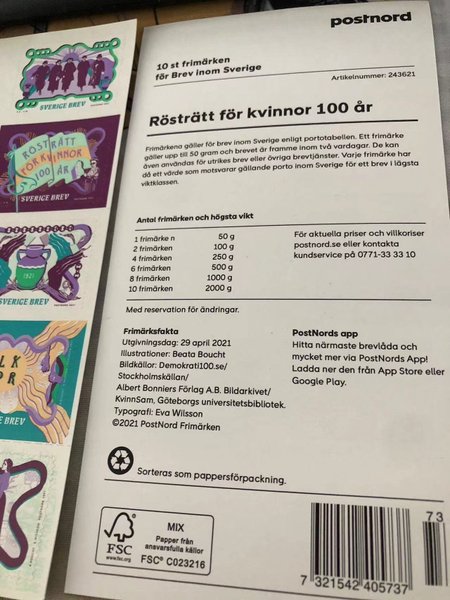 SVERIGE BREV
RÖSTRÄTT
FÖR KVINNOR
100 ÅR
SVERIGE BREV
1921
SVERIGE BREV
SVERIGE BREV
SVERIGE BREV
postnord
10 st frimärken
för Brev inom Sverige
Artikelnummer: 243621
Rösträtt för kvinnor 100 år
Frimärkena gäller för brev inom Sverige enligt portotabellen. Ett frimärke
gäller upp till 50 gram och brevet är framme inom två vardagar. De kan
även användas för utrikes brev eller övriga brevtjänster. Varje frimärke har
då ett värde som motsvarar gällande porto inom Sverige för ett brev i lägsta
viktklassen.
Antal frimärken och högsta vikt
1 frimärke n 50 g
2 frimärken 100 g
4 frimärken 250 g
6 frimärken 500 g
8 frimärken 1000 g
10 frimärken 2000 g
För aktuella priser och villkoriser
postnord.se eller kontakta
kundservice på 0771-33 33 10
Med reservation för ändringar.
Frimärksfakta
Utgivningsdag: 29 april 2021
Illustrationer: Beata Boucht
Bildkällor: Demokrati100.se/
Stockholmskällan/
Albert Bonniers Förlag A.B. Bildarkivet/
KvinnSam, Göteborgs universitetsbibliotek.
Typografi: Eva Wilsson
©2021 PostNord Frimärken
PostNords app
Hitta närmaste brevlåda och
mycket mer via PostNords App!
Ladda ner den från App Store eller
Google Play.
Sorteras som pappersförpackning.
FSC
www.fsc.org
MIX
Papper från
ansvarsfulla källor
FSC® C023216
73
7 321542 405737